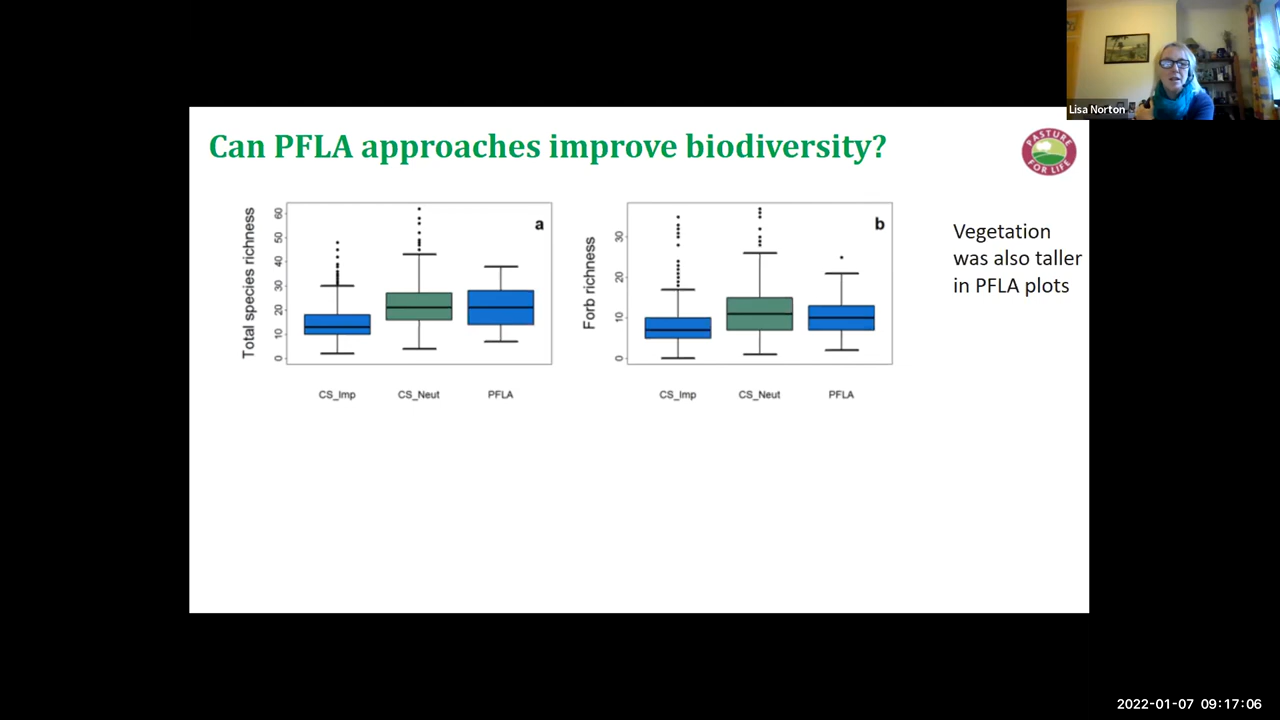 Lisa Norton
Can PFLA approaches improve biodiversity?
PASTURE
FOR LIFE
Total species richness
0 10 20 30 40 50 60
a
CS_Imp CS_Neut PFLA
Forb richness
0 10 20 30
b
CS_Imp CS_Neut PFLA
Vegetation
was also taller
in PFLA plots
2022-01-07 09:17:06